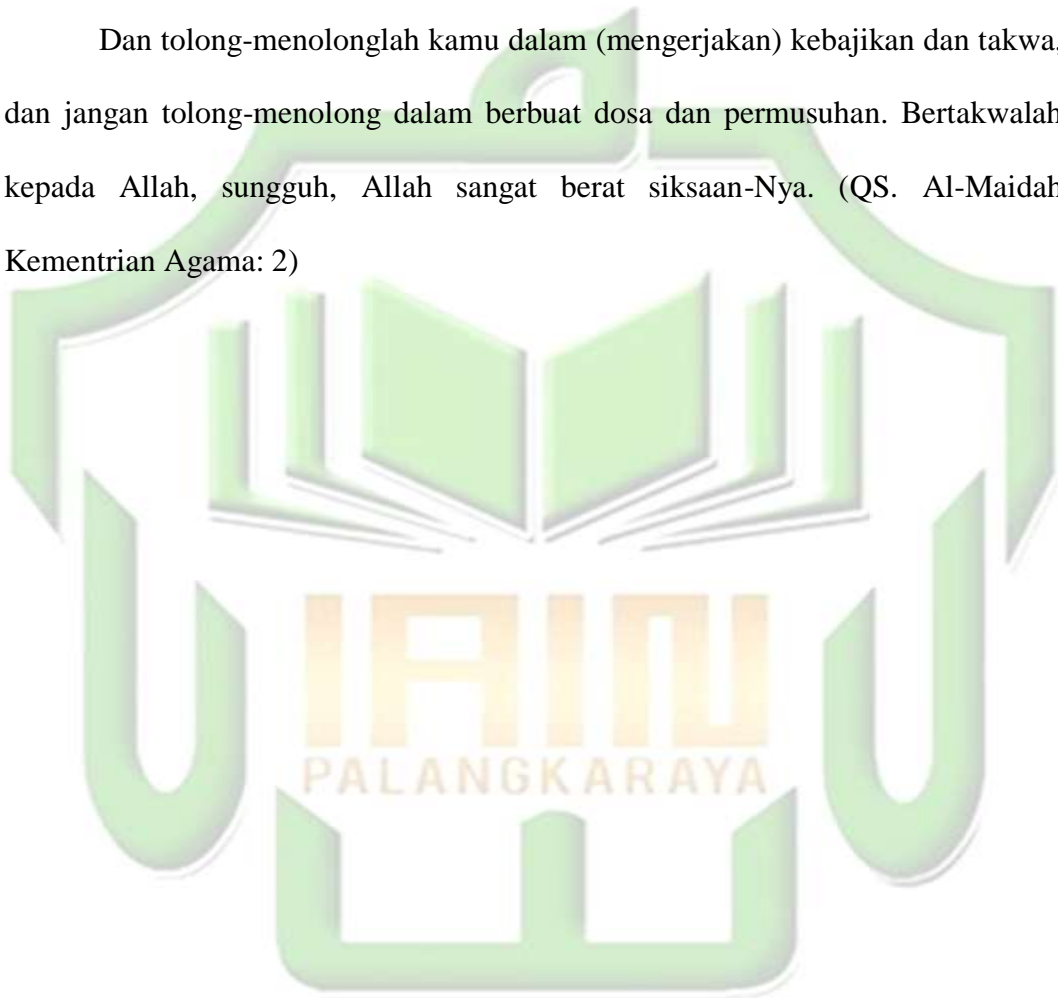 Dan tolong-menolonglah kamu dalam (mengerjakan) kebajikan dan takwa,
dan jangan tolong-menolong dalam berbuat dosa dan permusuhan. Bertakwalah
kepada Allah, sungguh, Allah sangat berat siksaan-Nya. (QS. Al-Maidah
Kementrian Agama: 2)
IAIN
PALANGKARAYA